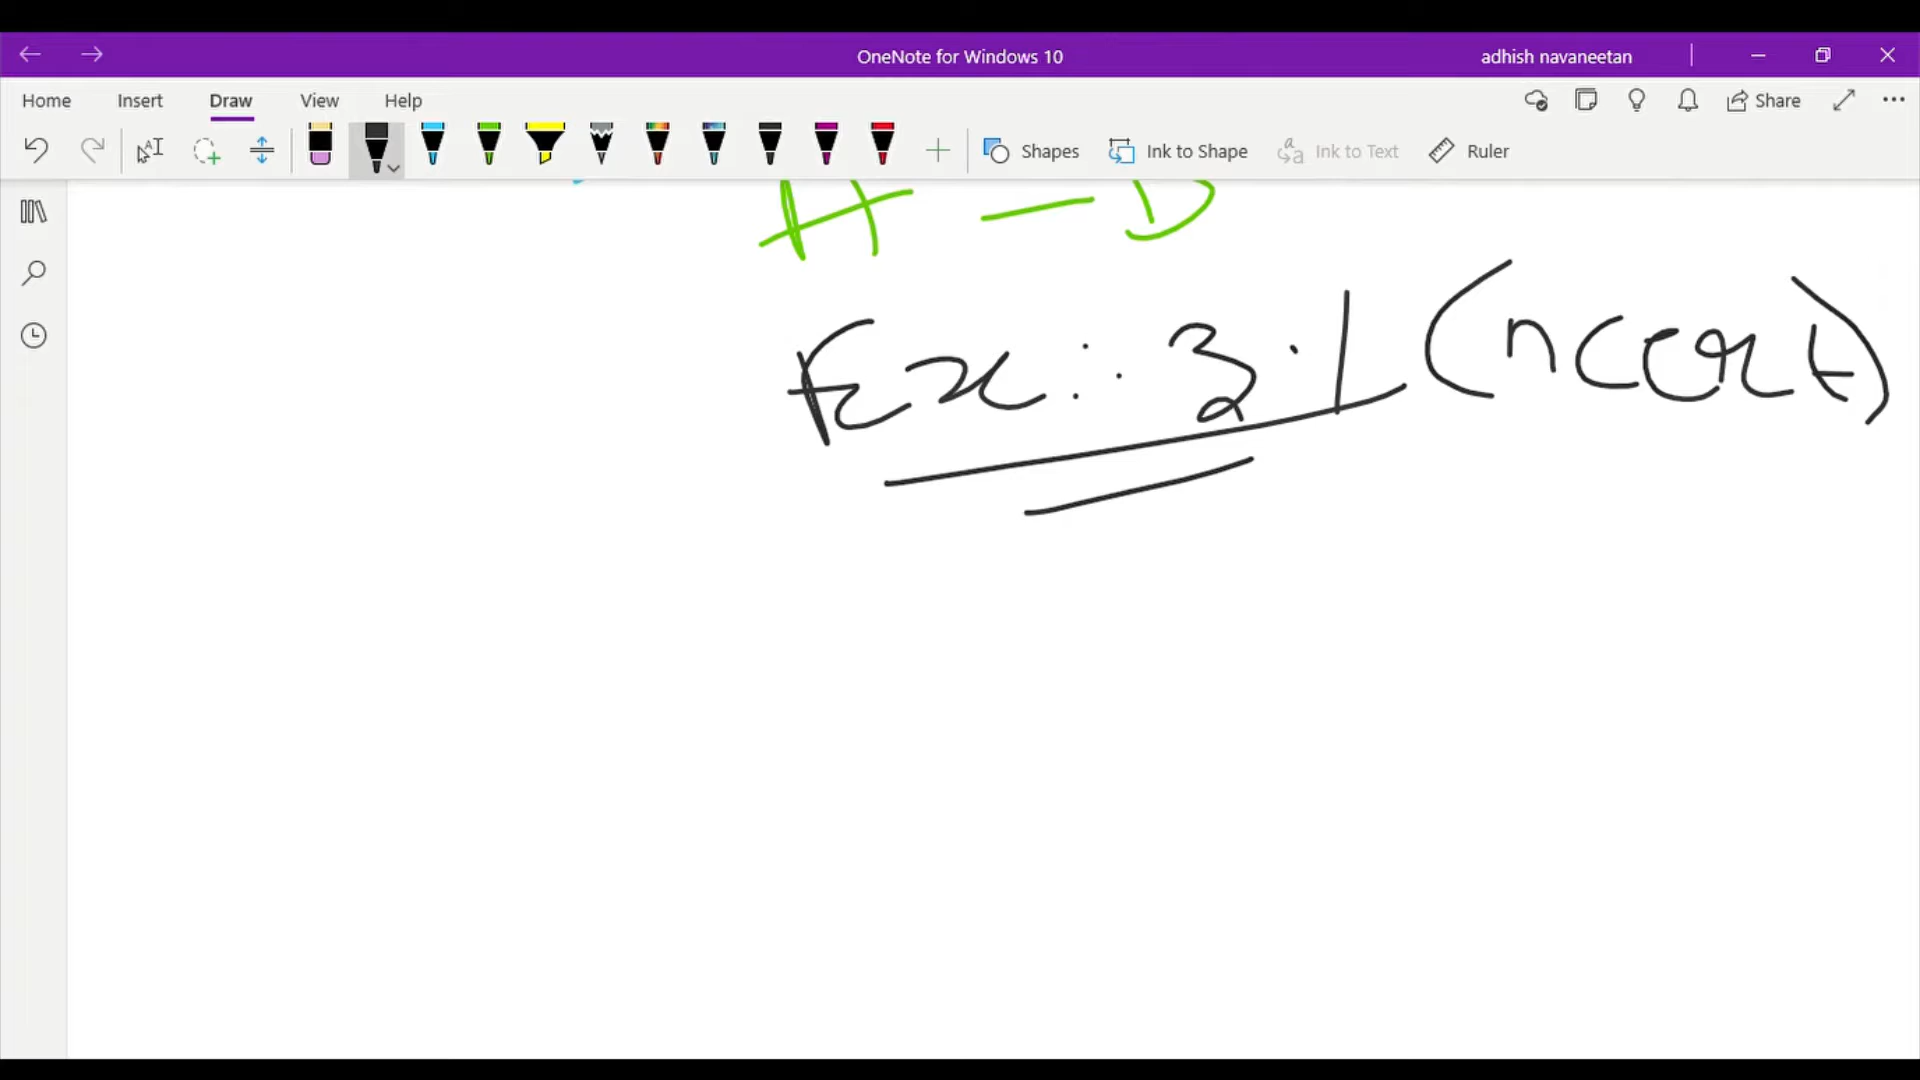 OneNote for Windows 10
adhish navaneetan
Home Insert Draw View Help
Share
Shapes Ink to Shape Ink to Text Ruler
A - D
Ex: 3.1 (ncert)